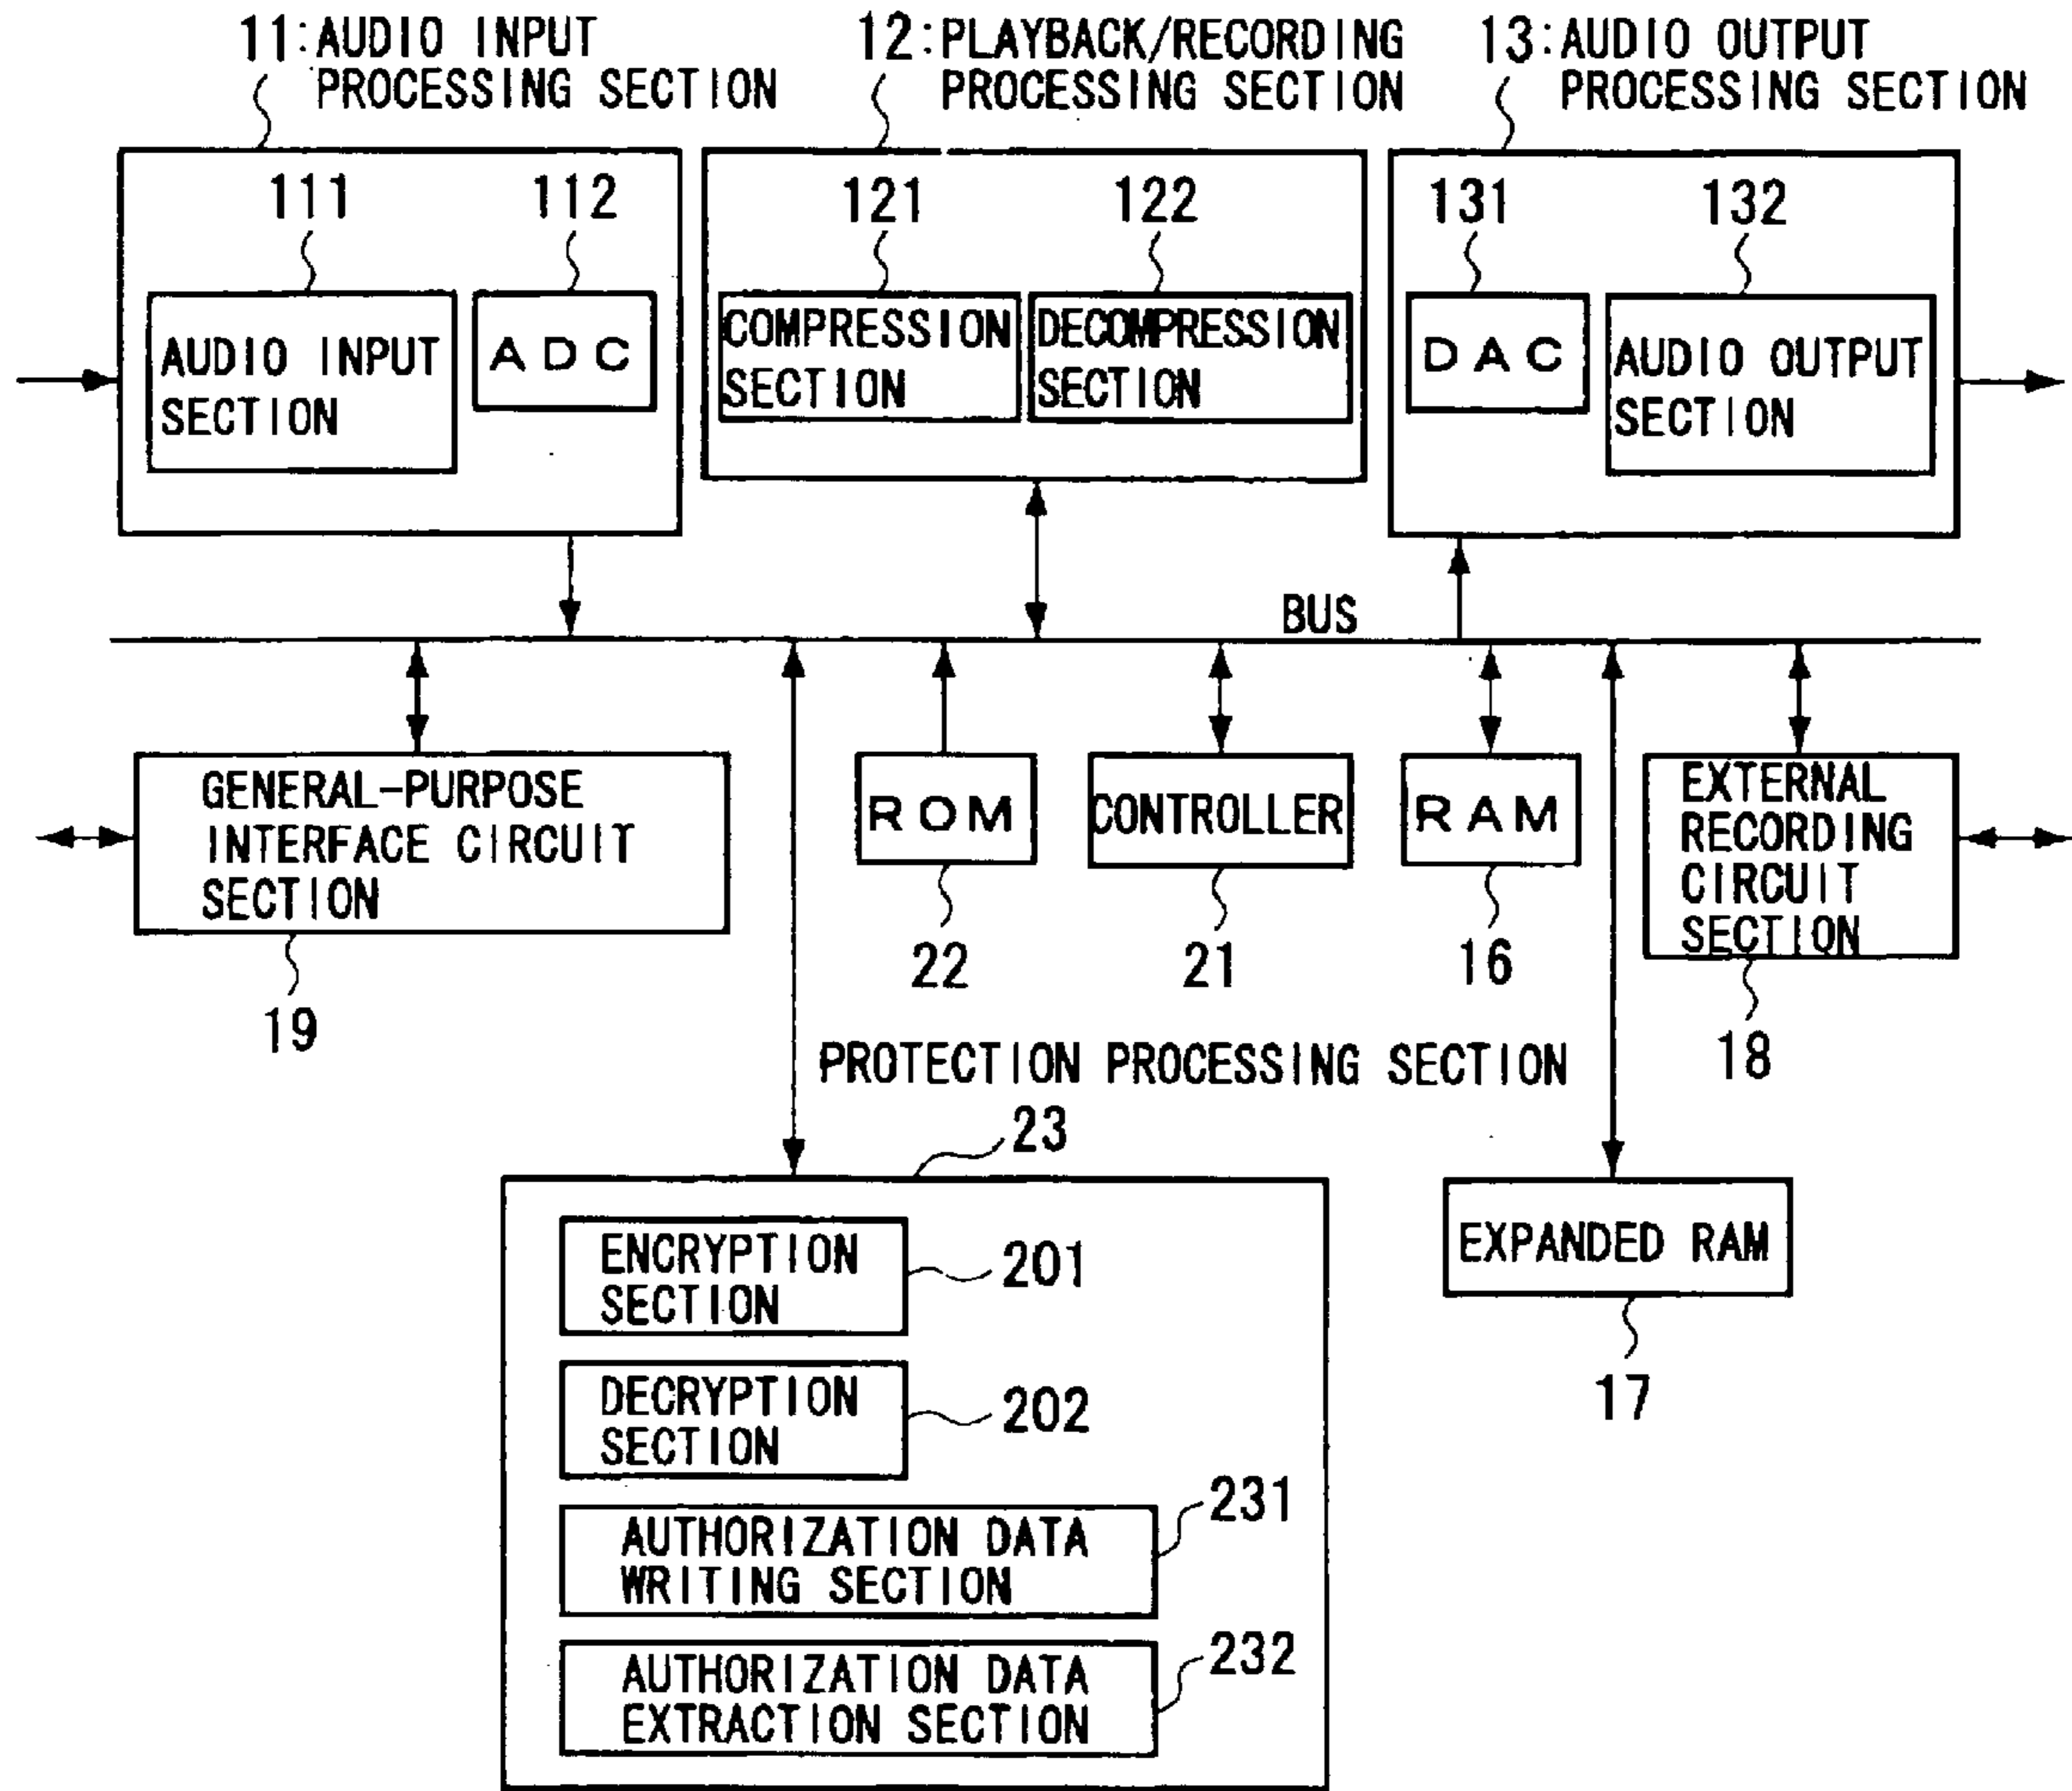 11:AUDIO INPUT
PROCESSING SECTION
12:PLAYBACK/RECORDING
PROCESSING SECTION
13:AUDIO OUTPUT
PROCESSING SECTION
111
112
121
122
131
132
AUDIO INPUT
SECTION
ADC
COMPRESSION
SECTION
DECOMPRESSION
SECTION
DAC
AUDIO OUTPUT
SECTION
BUS
GENERAL-PURPOSE
INTERFACE CIRCUIT
SECTION
ROM
CONTROLLER
RAM
EXTERNAL
RECORDING
CIRCUIT
SECTION
19
22
21
16
18
PROTECTION PROCESSING SECTION
23
ENCRYPTION
SECTION
201
DECRYPTION
SECTION
202
AUTHORIZATION DATA
WRITING SECTION
231
AUTHORIZATION DATA
EXTRACTION SECTION
232
EXPANDED RAM
17